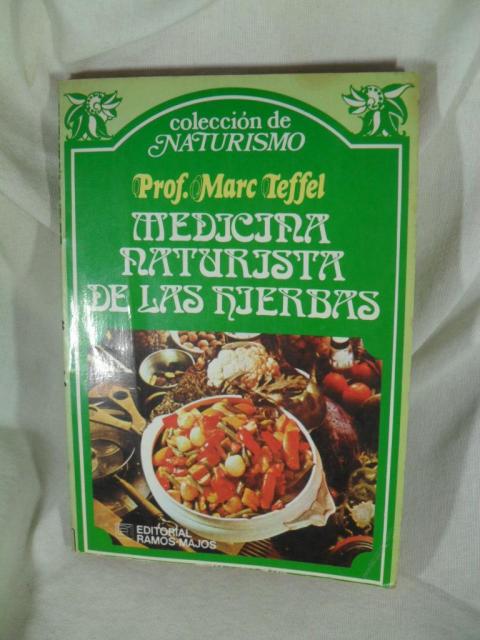 colección de
NATURISMO
Prof. Marc Teffel
MEDICINA
NATURISTA
DE LAS HIERBAS
EDITORIAL
RAMOS-MAJOS